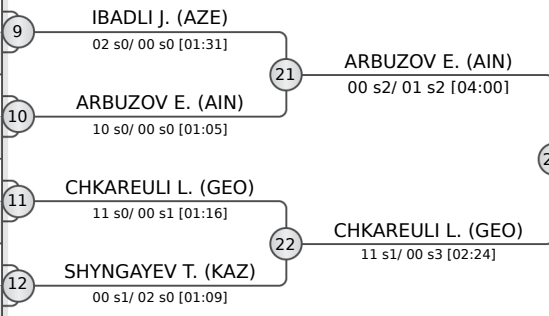 9
IBADLI J. (AZE)
02 s0/ 00 s0 [01:31]
21
ARBUZOV E. (AIN)
00 s2/ 01 s2 [04:00]
10
ARBUZOV E. (AIN)
10 s0/ 00 s0 [01:05]
11
CHKAREULI L. (GEO)
11 s0/ 00 s1 [01:16]
22
CHKAREULI L. (GEO)
11 s1/ 00 s3 [02:24]
12
SHYNGAYEV T. (KAZ)
00 s1/ 02 s0 [01:09]